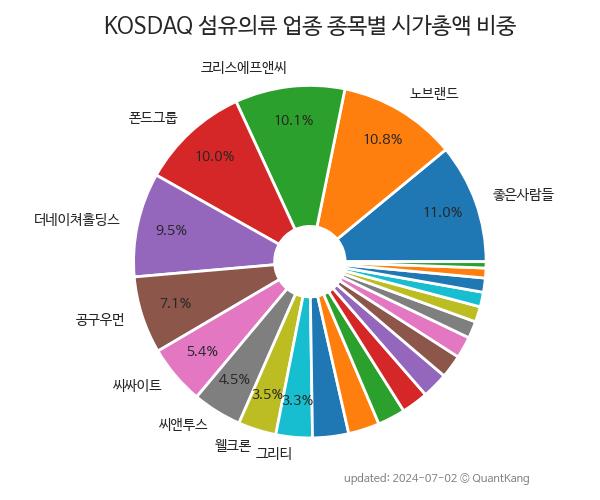 KOSDAQ 섬유의류 업종 종목별 시가총액 비중
크리스에프앤씨
노브랜드
폰드그룹
10.1%
10.8%
10.0%
좋은사람들
11.0%
더네이쳐홀딩스
9.5%
7.1%
공구우먼
5.4%
씨싸이트
4.5%
3.5%
3.3%
씨앤투스
웰크론
그리티
updated: 2024-07-02 © QuantKang